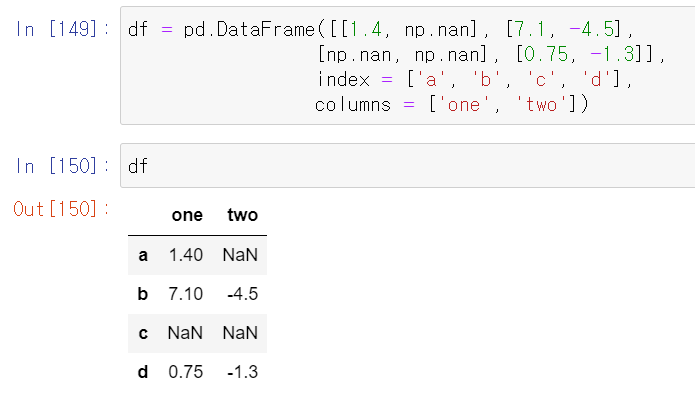 In [149]: df = pd.DataFrame([[1.4, np.nan], [7.1, -4.5],
[np.nan, np.nan], [0.75, -1.3]],
index = ['a', 'b', 'c', 'd'],
columns = ['one', 'two'])
In [150]: df
Out[150]:
one two
a 1.40 NaN
b 7.10 -4.5
c NaN NaN
d 0.75 -1.3